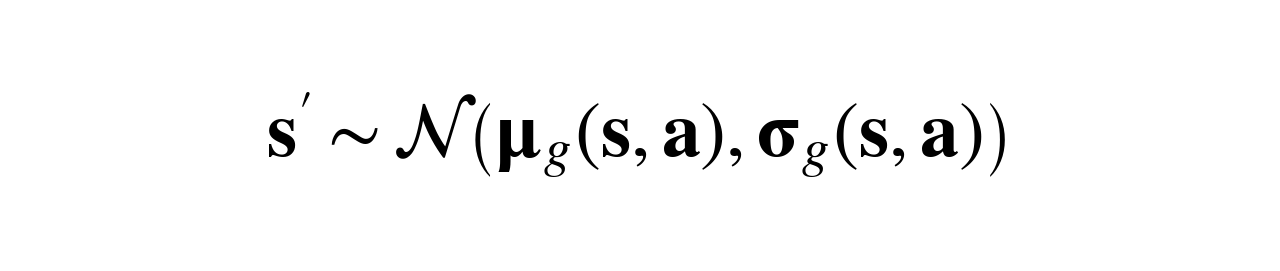 𝐬′ ∼ 𝒩(𝛍_g(𝐬, 𝐚), 𝛔_g(𝐬, 𝐚))